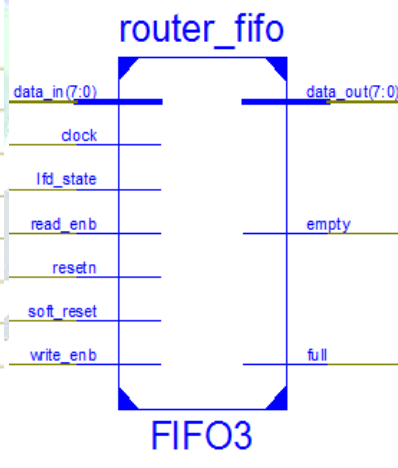 router_fifo
data_in(7:0) data_out(7:0)
clock
lfd_state
read_enb empty
resetn
soft_reset
write_enb full
FIFO3